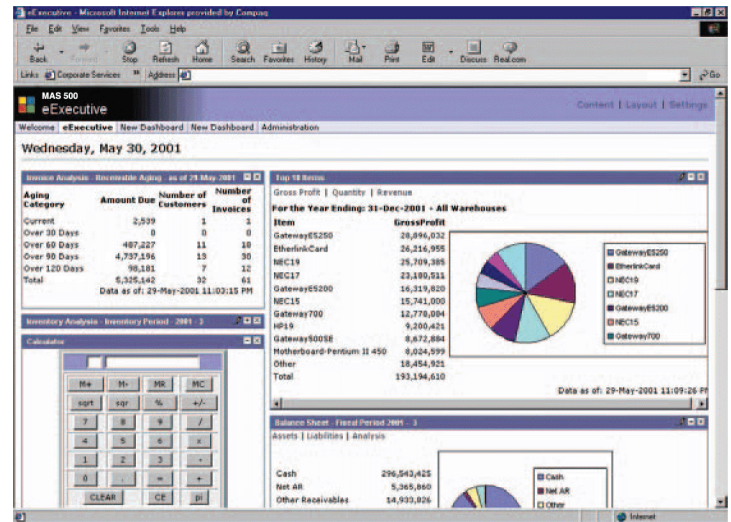 eExecutive - Microsoft Internet Explorer provided by Compaq
File Edit View Favorites Tools Help
Back Forward Stop Refresh Home Search Favorites History Mail Print Edit Discuss Real.com
Links Corporate Services » Address Go
MAS 500
eExecutive
Content | Layout | Settings
Welcome eExecutive New Dashboard New Dashboard Administration
Wednesday, May 30, 2001
Invoice Analysis - Receivable Aging - as of 29-May-2001
Aging Category Amount Due Number of Customers Number of Invoices
Current 2,539 1 1
Over 30 Days 0 0 0
Over 60 Days 487,227 11 18
Over 90 Days 4,737,196 13 30
Over 120 Days 98,181 7 12
Total 5,325,142 32 61
Data as of: 29-May-2001 11:03:15 PM
Inventory Analysis - Inventory Period - 2001 - 3
Calculator
M+ M- MR MC
sqrt sqr % +/-
7 8 9 /
4 5 6 x
1 2 3 -
0 . = +
CLEAR CE pi
Top 10 Items
Gross Profit | Quantity | Revenue
For the Year Ending: 31-Dec-2001 - All Warehouses
Item GrossProfit
GatewayE5250 28,896,032
EtherlinkCard 26,216,955
NEC19 25,709,385
NEC17 23,180,511
GatewayE5200 16,319,820
NEC15 15,741,000
Gateway700 12,778,084
HP19 9,200,421
Gateway500SE 8,672,884
Motherboard-Pentium II 450 8,024,599
Other 18,454,921
Total 193,194,610
GatewayE5250
EtherlinkCard
NEC19
NEC17
GatewayE5200
NEC15
Gateway700
Data as of: 29-May-2001 11:09:26 PM
Balance Sheet - Fiscal Period 2001 - 3
Assets | Liabilities | Analysis
Cash 296,543,425
Net AR 5,365,860
Other Receivables 14,933,826
Cash
Net AR
Other
Internet